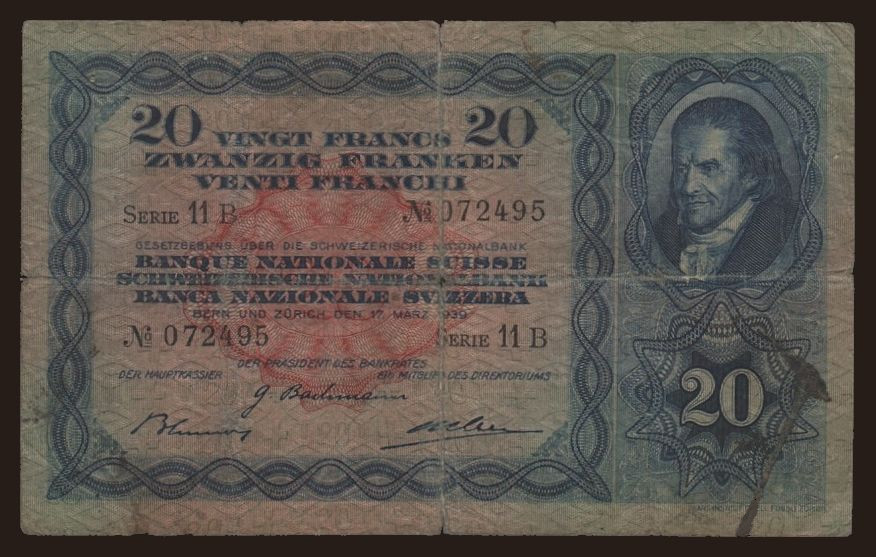 20 VINGT FRANCS 20
ZWANZIG FRANKEN
VENTI FRANCHI
SERIE 11 B № 072495
GESETZGEBUNG ÜBER DIE SCHWEIZERISCHE NATIONALBANK
BANQUE NATIONALE SUISSE
SCHWEIZERISCHE NATIONALBANK
BANCA NAZIONALE SVIZZERA
BERN UND ZÜRICH DEN 17. MÄRZ 1939
№ 072495 SERIE 11 B
DER PRÄSIDENT DES BANKRATES
DER HAUPTKASSIER EIN MITGLIED DES DIREKTORIUMS
G. Bachmann
20